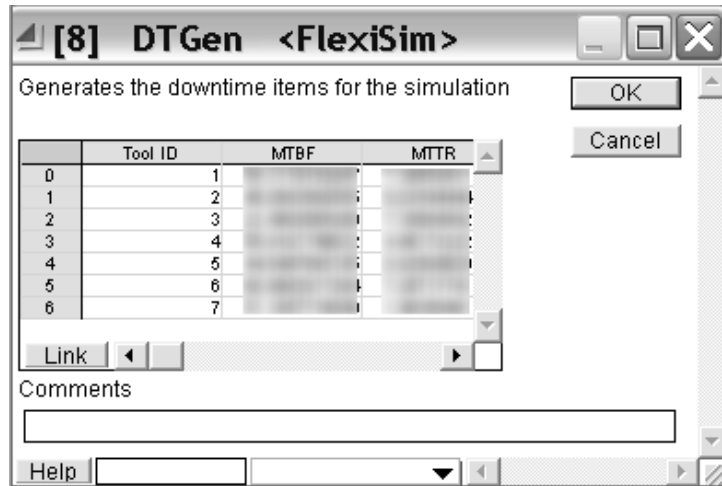 [8] DTGen <FlexiSim>
Generates the downtime items for the simulation
OK
Cancel
Tool ID MTBF MTTR
0 1
1 2
2 3
3 4
4 5
5 6
6 7
Link
Comments
Help